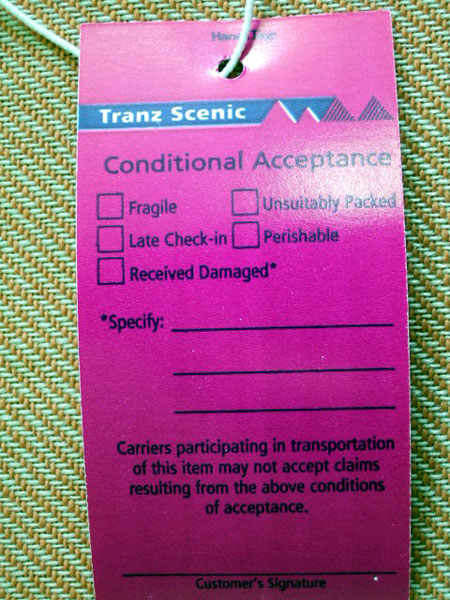 Tranz Scenic
Conditional Acceptance
Fragile Unsuitably Packed
Late Check-in Perishable
Received Damaged*
*Specify:
Carriers participating in transportation
of this item may not accept claims
resulting from the above conditions
of acceptance.
Customer's Signature